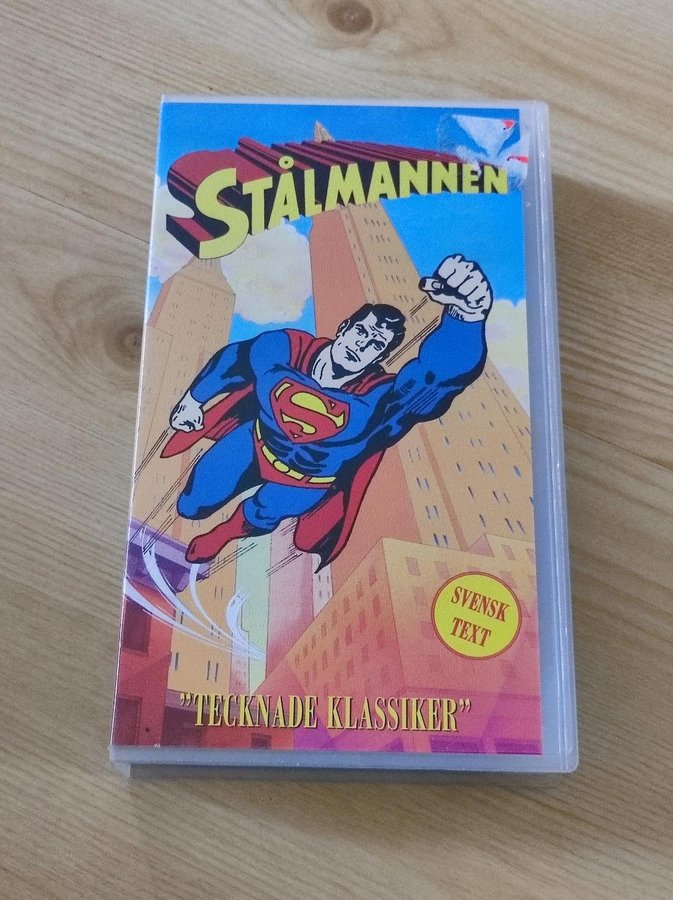 STÅLMANNEN
S
SVENSK
TEXT
”TECKNADE KLASSIKER”